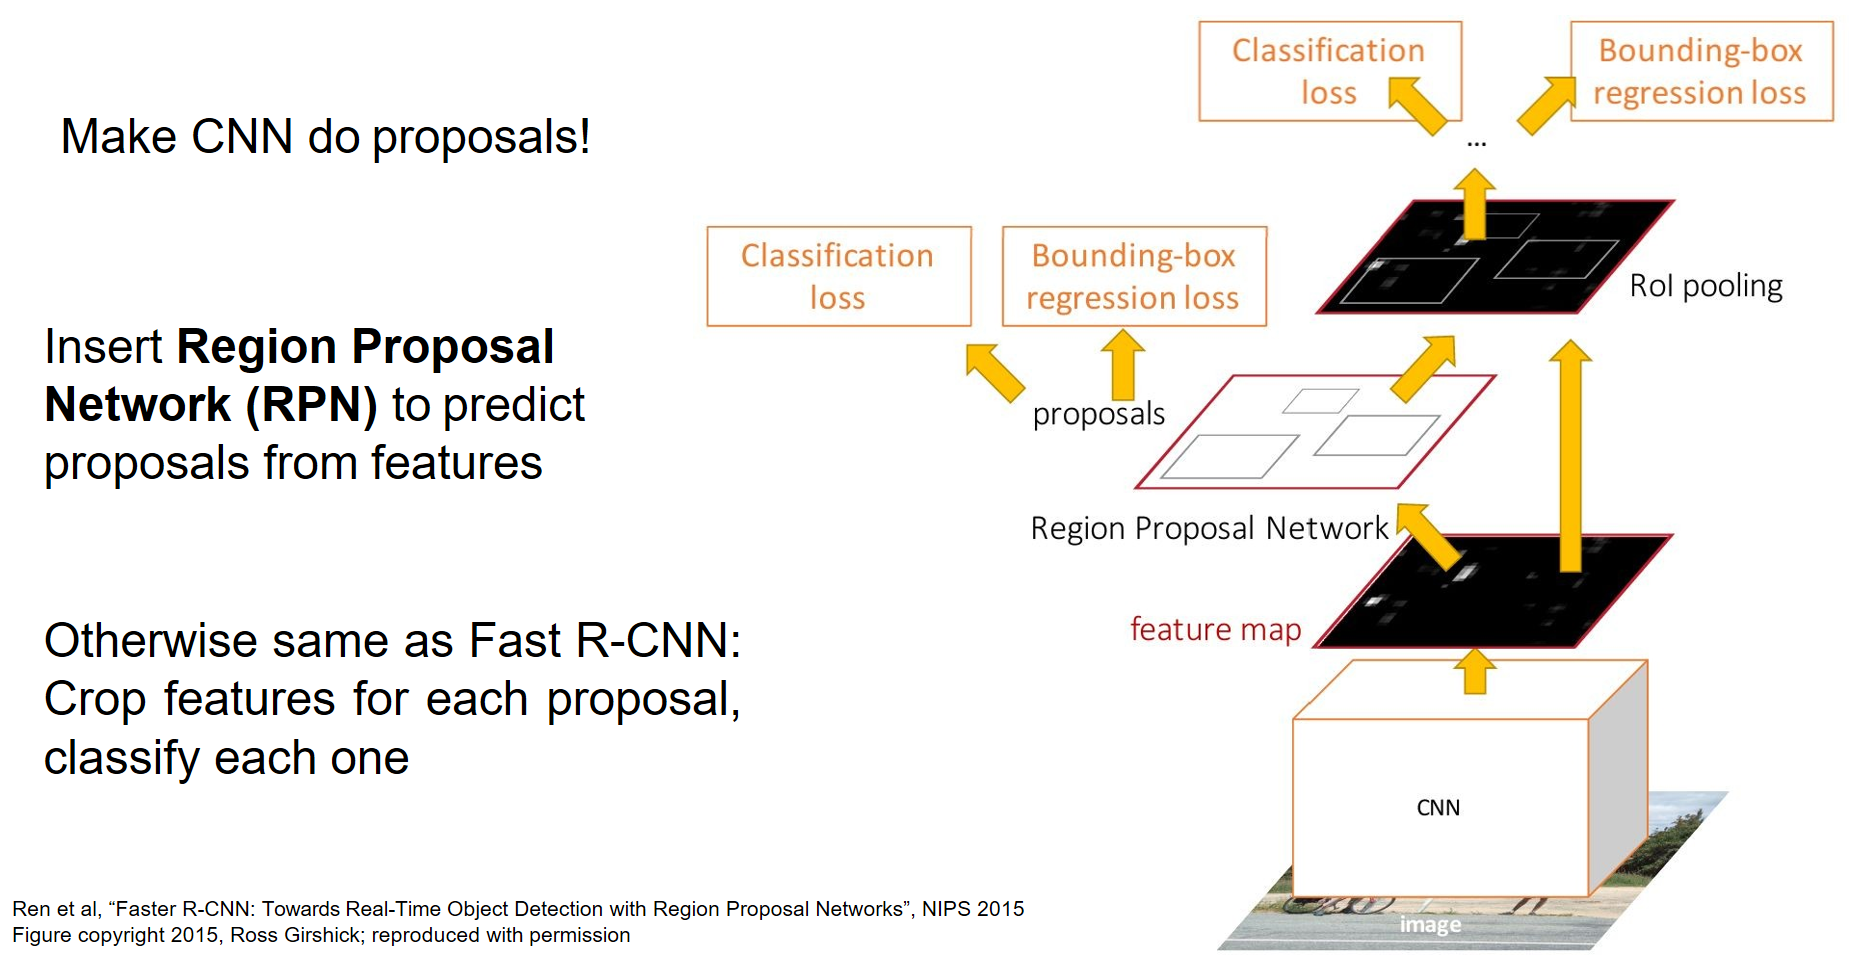 Make CNN do proposals!
Insert Region Proposal
Network (RPN) to predict
proposals from features
Otherwise same as Fast R-CNN:
Crop features for each proposal,
classify each one
Ren et al, “Faster R-CNN: Towards Real-Time Object Detection with Region Proposal Networks”, NIPS 2015
Figure copyright 2015, Ross Girshick; reproduced with permission
Classification
loss
Bounding-box
regression loss
...
RoI pooling
Classification
loss
Bounding-box
regression loss
proposals
Region Proposal Network
feature map
CNN
image